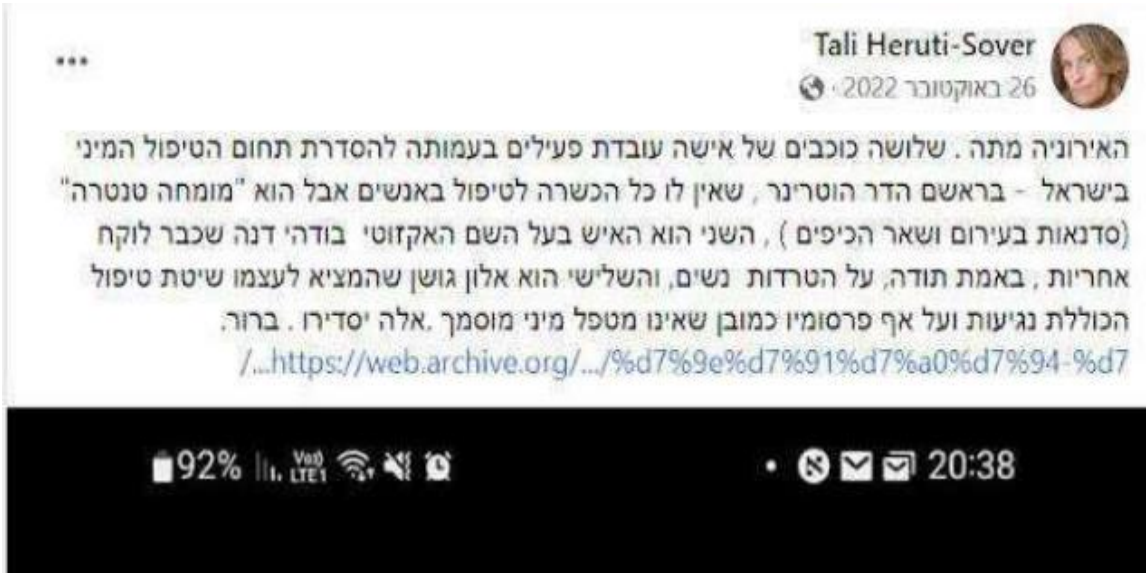 Tali Heruti-Sover
26 באוקטובר 2022 ·
האירוניה מתה . שלושה כוכבים של אישה עובדת פעילים בעמותה להסדרת תחום הטיפול המיני
בישראל - בראשם הדר הוטרינר , שאין לו כל הכשרה לטיפול באנשים אבל הוא "מומחה טנטרה"
(סדנאות בעירום ושאר הכיפים ) , השני הוא האיש בעל השם האקזוטי בודהי דנה שכבר לוקח
אחריות , באמת תודה, על הטרדות נשים, והשלישי הוא אלון גושן שהמציא לעצמו שיטת טיפול
הכוללת נגיעות ועל אף פרסומיו כמובן שאינו מטפל מיני מוסמך .אלה יסדירו . ברור.
https://web.archive.org/.../%d7%9e%d7%91%d7%a0%d7%94-%d7.../
92% Vo)) LTE1 20:38